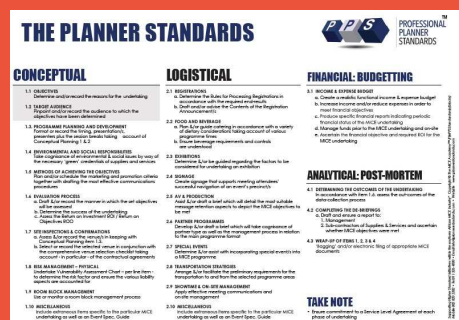 THE PLANNER STANDARDS
PPS
PROFESSIONAL
PLANNER
STANDARDS
TM
CONCEPTUAL
1.1 OBJECTIVES
Determine and/or record the reasons for the undertaking
1.2 TARGET AUDIENCE
Pinpoint and/or record the audience to which the
objectives have been determined
1.3 PROGRAMME PLANNING AND DEVELOPMENT
Format or record the timing, presentation/s,
presenters plus the session breaks taking account of
Conceptual Planning 1 & 2
1.4 ENVIRONMENTAL AND SOCIAL RESPONSIBILITIES
Take cognisance of environmental and social issues by way of
the necessary 'green' credentials of suppliers and services
1.5 METHODS OF ACHIEVING THE OBJECTIVES
Plan and/or schedule the marketing and promotion criteria
together with drafting the most effective communications
procedures
1.6 EVALUATION PROCESS
a. Draft &/or record the manner in which the set objectives
will be assessed
b. Determine the success of the undertaking
c. Assess the Return on Investment ROI / Return on
Objective ROO
1.7 SITE INSPECTIONS & CONFIRMATIONS
a. Assess &/or record the venue/s in keeping with
Conceptual Planning item 1.3.
b. Select or record the selected venue in conjunction with
the comprehensive venue selection checklist taking
account - in particular - of the contractual agreements
1.8 RISK MANAGEMENT – PHYSICAL
Undertake Vulnerability Assessment Chart – per line item -
to determine the risk factor and ensure the various liability
aspects are accounted for
1.9 ROOM BLOCK MANAGEMENT
Use or monitor a room block management process
1.10 MISCELLANEOUS
Include extraneous items specific to the particular MICE
undertaking as well as an Event Spec. Guide
LOGISTICAL
2.1 REGISTRATIONS
a. Determine the Rules for Processing Registrations in
accordance with the required end-results
b. Draft and/or advise the Contents of the Registration
Announcement/s
2.2 FOOD AND BEVERAGE
a. Plan &/or guide catering in accordance with a variety
of dietary considerations taking account of various
programme times
b. Ensure beverage requirements and controls
are understood
2.3 EXHIBITIONS
Determine &/or guide regarding the factors to be
considered for undertaking an exhibition
2.4 SIGNAGE
Create signage that supports meeting attendees'
successful navigation of an event's precinct/s
2.5 AV & PRODUCTION
Assist &/or draft a brief which will detail the most suitable
message retention aspects to depict the MICE objectives to
be met
2.6 PARTNER PROGRAMMES
Develop &/or draft a brief which will take cognisance of
partner type as well as the management process in relation
to the main programme format
2.7 SPECIAL EVENTS
Determine &/or assist with incorporating special events into
a MICE programme
2.8 TRANSPORTATION STRATEGIES
Arrange &/or facilitate the preliminary requirements for the
transportation to and from the selected programme areas
2.9 SHOWTIME & ON-SITE MANAGEMENT
Apply effective meeting communications and
on-site management
2.10 MISCELLANEOUS
Include extraneous items specific to the particular MICE
undertaking as well as an Event Spec. Guide
FINANCIAL: BUDGETTING
3.1 INCOME & EXPENSE BUDGET
a. Create a realistic functional income & expense budget
b. Increase income and/or reduce expenses in order to
meet financial objectives
c. Produce specific financial reports indicating periodic
financial status of the MICE undertaking
d. Manage funds prior to the MICE undertaking and on-site
e. Ascertain the financial objective and required ROI for the
MICE undertaking
ANALYTICAL: POST-MORTEM
4.1 DETERMINING THE OUTCOMES OF THE UNDERTAKING
In accordance with item 1.6. assess the outcomes of the
data-collection process
4.2 COMPLETING THE DE-BRIEFINGS
a. Draft and ensure a report to:
1. Management
2. Sub-contraction of Suppliers & Services and ascertain
whether MICE objectives were met
4.3 WRAP-UP OF ITEMS 1, 2, 3 & 4
'Bagging' and/or electronic filing of appropriate MICE
documents
TAKE NOTE
• Ensure commitment to a Service Level Agreement of each
phase of undertaking